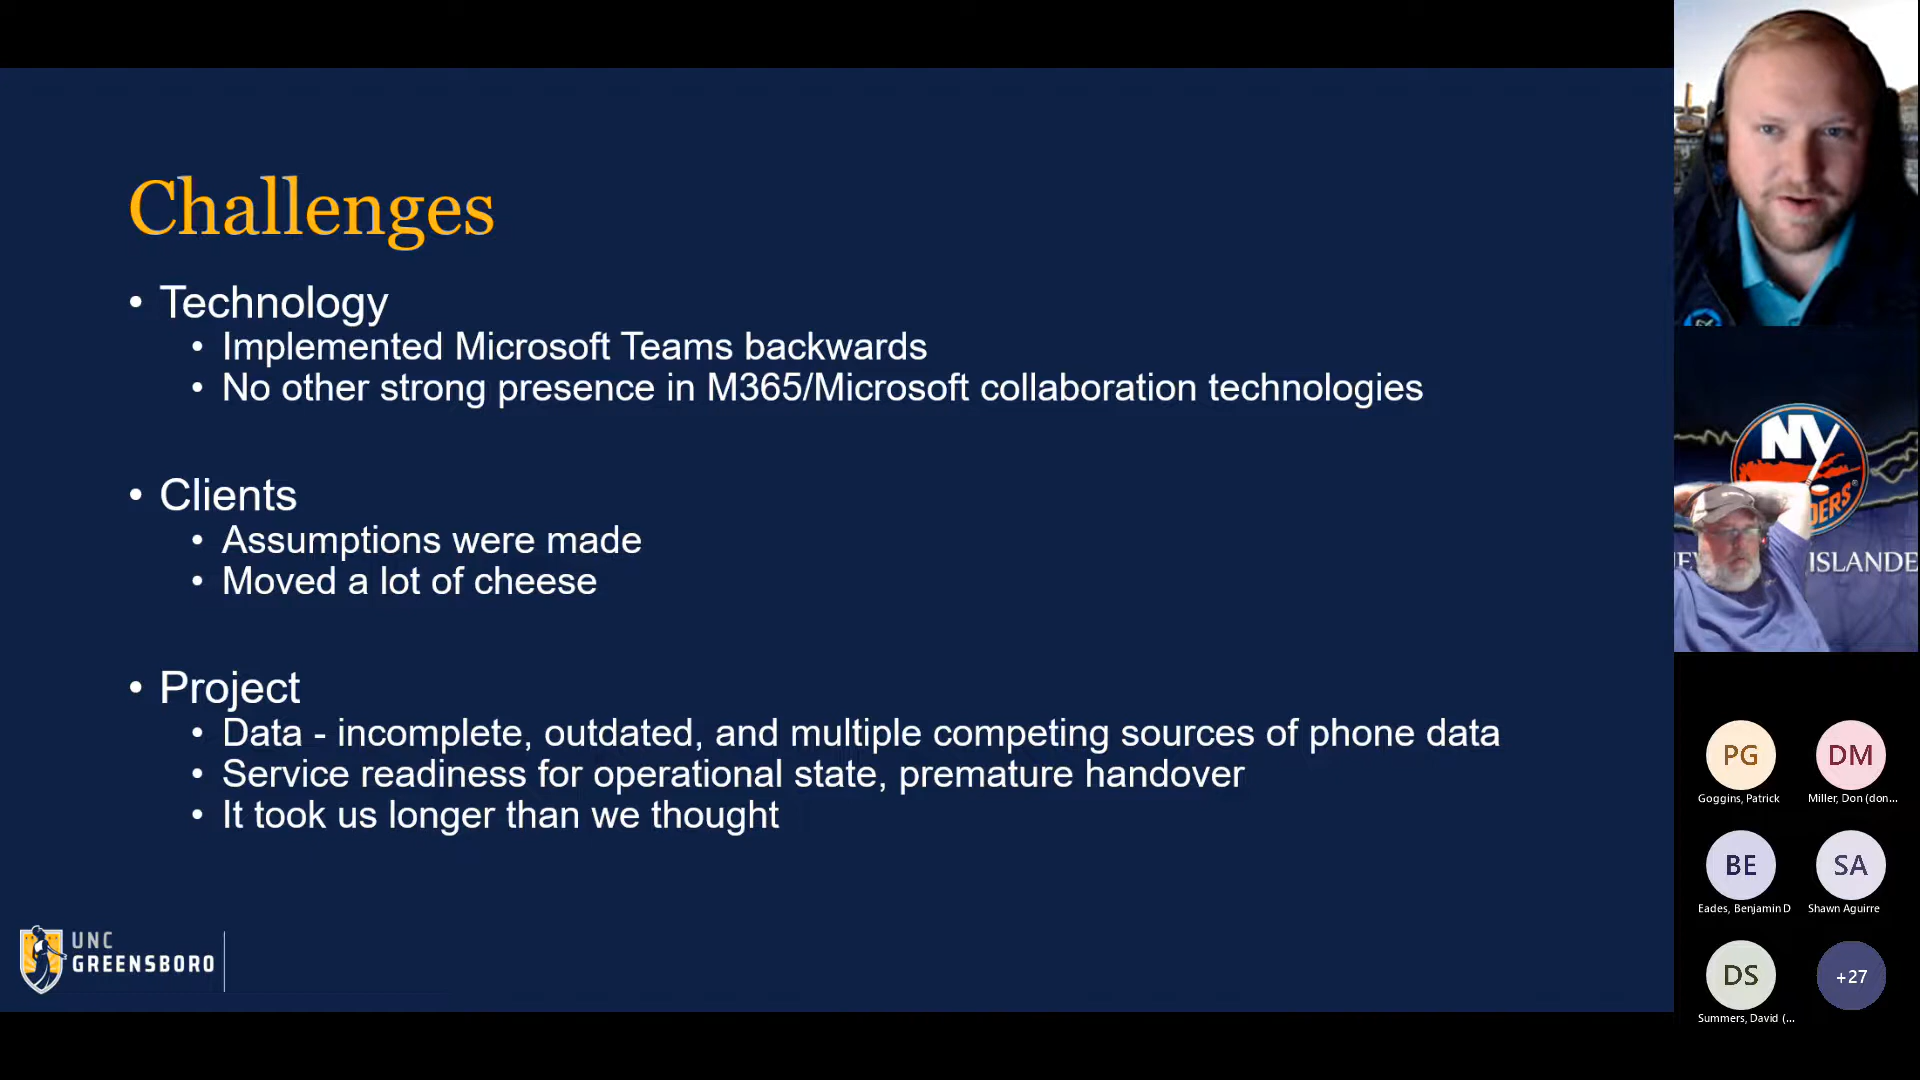 Challenges
• Technology
• Implemented Microsoft Teams backwards
• No other strong presence in M365/Microsoft collaboration technologies
• Clients
• Assumptions were made
• Moved a lot of cheese
• Project
• Data - incomplete, outdated, and multiple competing sources of phone data
• Service readiness for operational state, premature handover
• It took us longer than we thought
UNC
GREENSBORO
NY
DERS
ISLANDE
PG
Goggins, Patrick
DM
Miller, Don (don...
BE
Eades, Benjamin D
SA
Shawn Aguirre
DS
Summers, David (...
+27